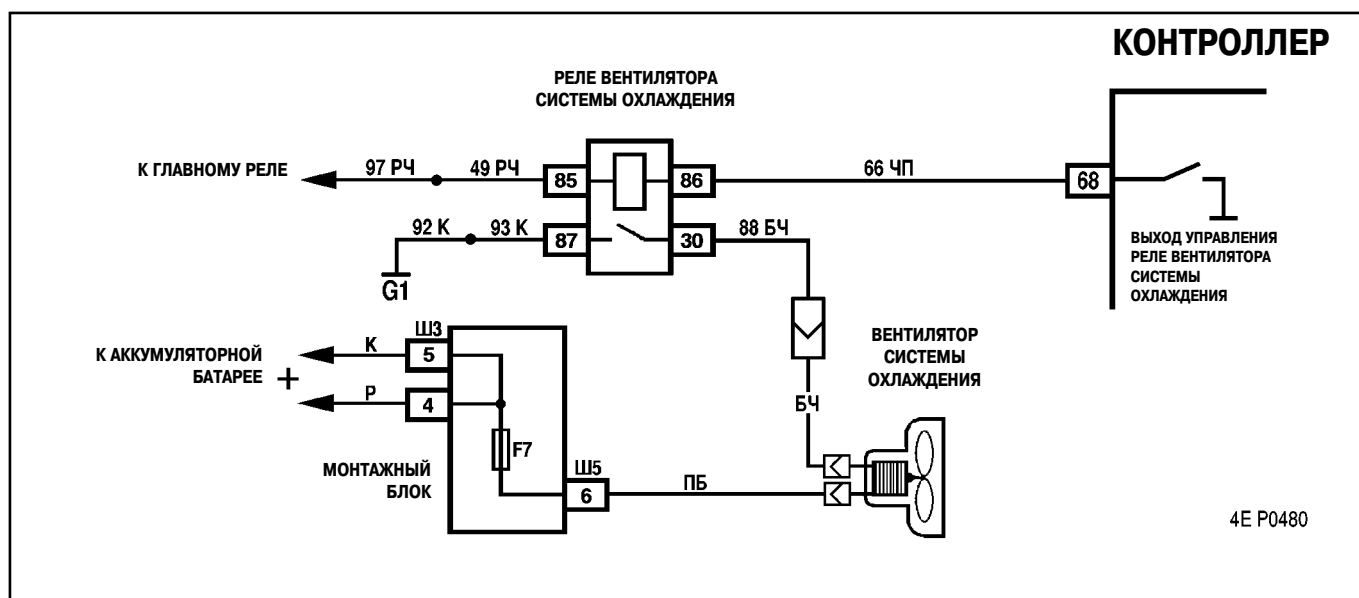 КОНТРОЛЛЕР
РЕЛЕ ВЕНТИЛЯТОРА
СИСТЕМЫ ОХЛАЖДЕНИЯ
К ГЛАВНОМУ РЕЛЕ
97 РЧ
49 РЧ
85
86
66 ЧП
68
92 К
93 К
87
30
88 БЧ
G1
ВЫХОД УПРАВЛЕНИЯ
РЕЛЕ ВЕНТИЛЯТОРА
СИСТЕМЫ
ОХЛАЖДЕНИЯ
К АККУМУЛЯТОРНОЙ
БАТАРЕЕ +
К
Ш3
5
Р
4
F7
МОНТАЖНЫЙ
БЛОК
Ш5
6
ПБ
БЧ
ВЕНТИЛЯТОР
СИСТЕМЫ
ОХЛАЖДЕНИЯ
4Е Р0480